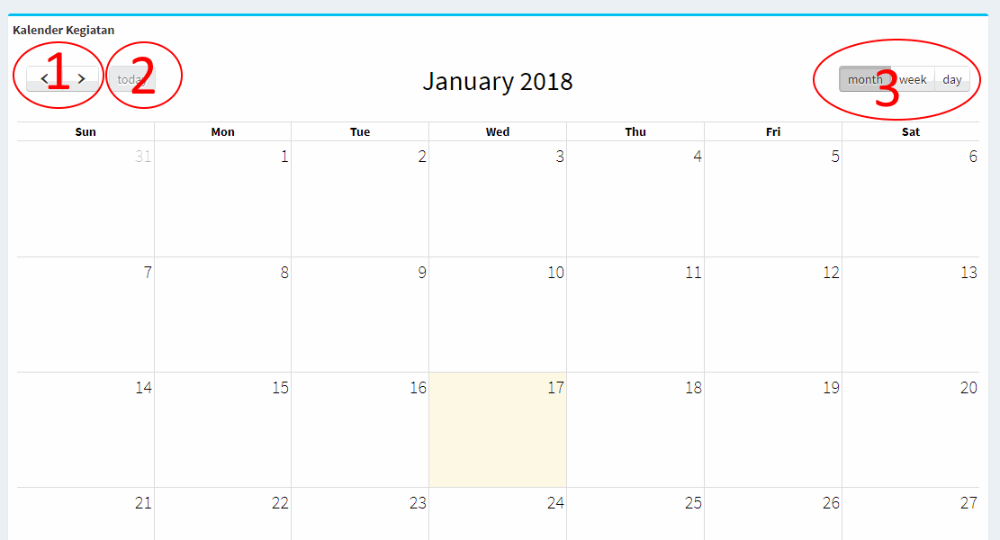 Kalender Kegiatan
1 2 today January 2018 month week day 3
Sun Mon Tue Wed Thu Fri Sat
31 1 2 3 4 5 6
7 8 9 10 11 12 13
14 15 16 17 18 19 20
21 22 23 24 25 26 27